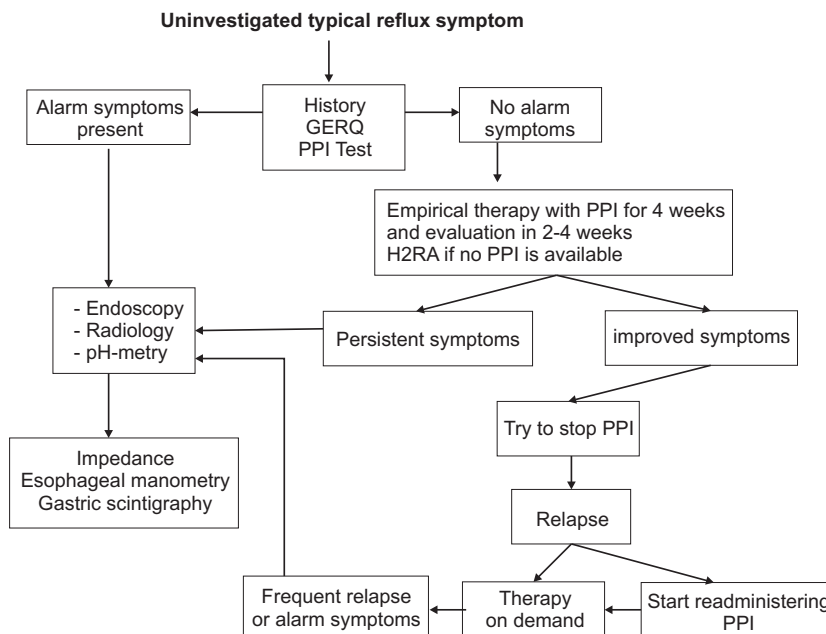 Uninvestigated typical reflux symptom
Alarm symptoms
present
History
GERQ
PPI Test
No alarm
symptoms
Empirical therapy with PPI for 4 weeks
and evaluation in 2-4 weeks
H2RA if no PPI is available
- Endoscopy
- Radiology
- pH-metry
Persistent symptoms
improved symptoms
Try to stop PPI
Impedance
Esophageal manometry
Gastric scintigraphy
Relapse
Frequent relapse
or alarm symptoms
Therapy
on demand
Start readministering
PPI